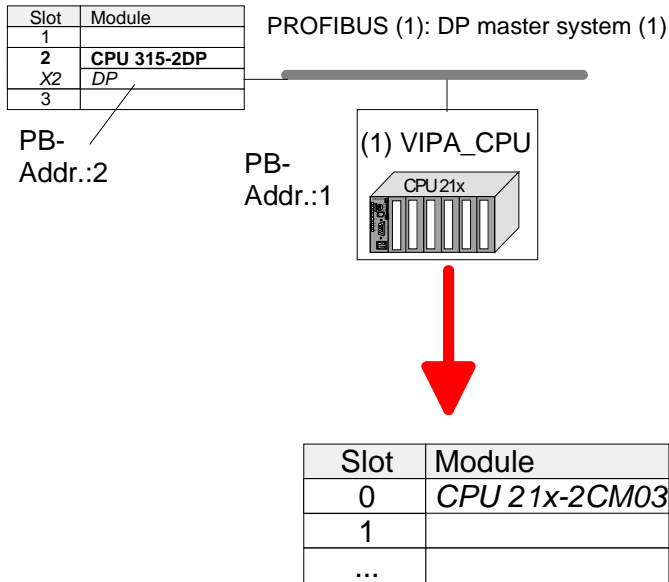 Slot Module
1
2 CPU 315-2DP
X2 DP
3
PROFIBUS (1): DP master system (1)
PB-
Addr.:2
PB-
Addr.:1
(1) VIPA_CPU
CPU 21x
Slot Module
0 CPU 21x-2CM03
1
...